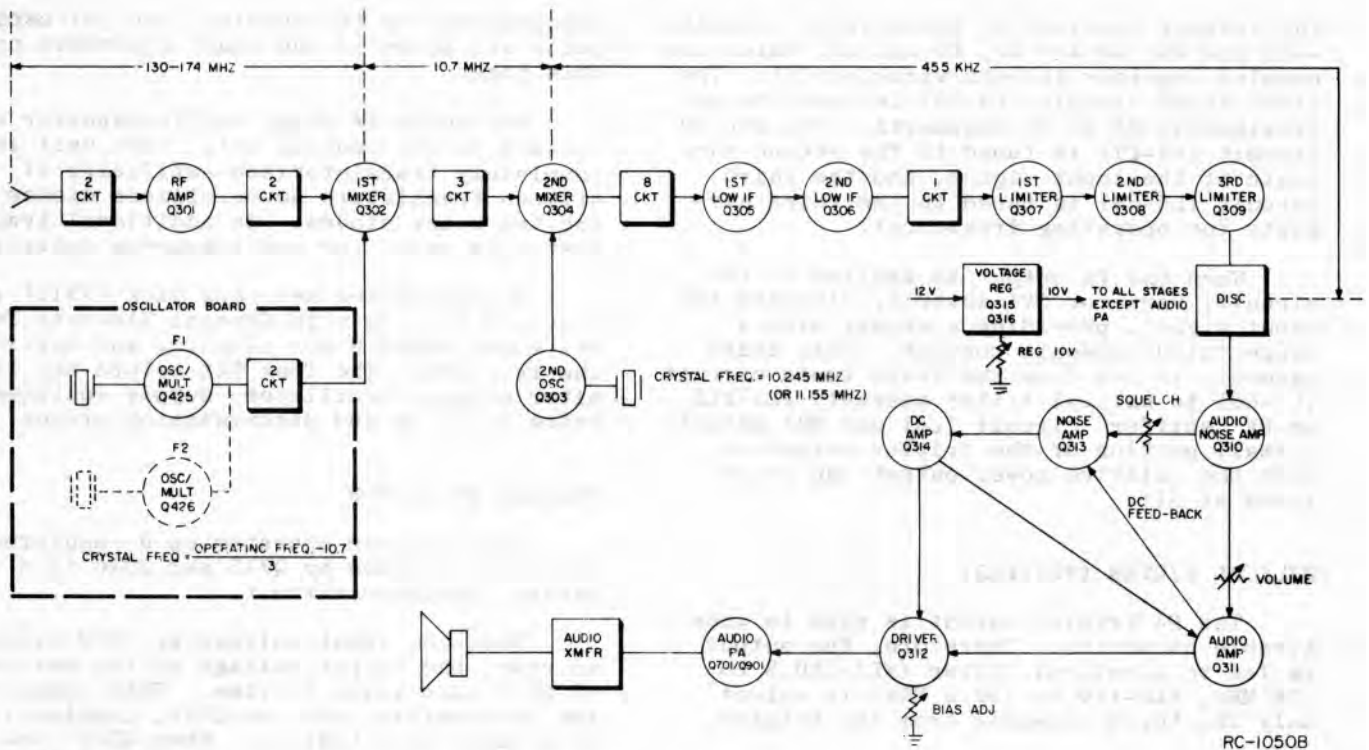 130-174 MHZ
10.7 MHZ
455 KHZ
2
CKT
RF
AMP
Q301
2
CKT
1ST
MIXER
Q302
3
CKT
2ND
MIXER
Q304
8
CKT
1ST
LOW IF
Q305
2ND
LOW IF
Q306
1
CKT
1ST
LIMITER
Q307
2ND
LIMITER
Q308
3RD
LIMITER
Q309
12 V
VOLTAGE
REG
Q315
Q316
10V
TO ALL STAGES
EXCEPT AUDIO
PA
DISC
REG 10V
OSCILLATOR BOARD
F1
OSC/
MULT
Q425
2
CKT
F2
OSC/
MULT
Q426
CRYSTAL FREQ = OPERATING FREQ.-10.7
3
2ND
OSC
Q303
CRYSTAL FREQ.= 10.245 MHZ
(OR 11.155 MHZ)
SQUELCH
DC
AMP
Q314
NOISE
AMP
Q313
AUDIO
NOISE AMP
Q310
DC
FEED-BACK
VOLUME
AUDIO
XMFR
AUDIO
PA
Q701/Q901
DRIVER
Q312
AUDIO
AMP
Q311
BIAS ADJ
RC-1050B